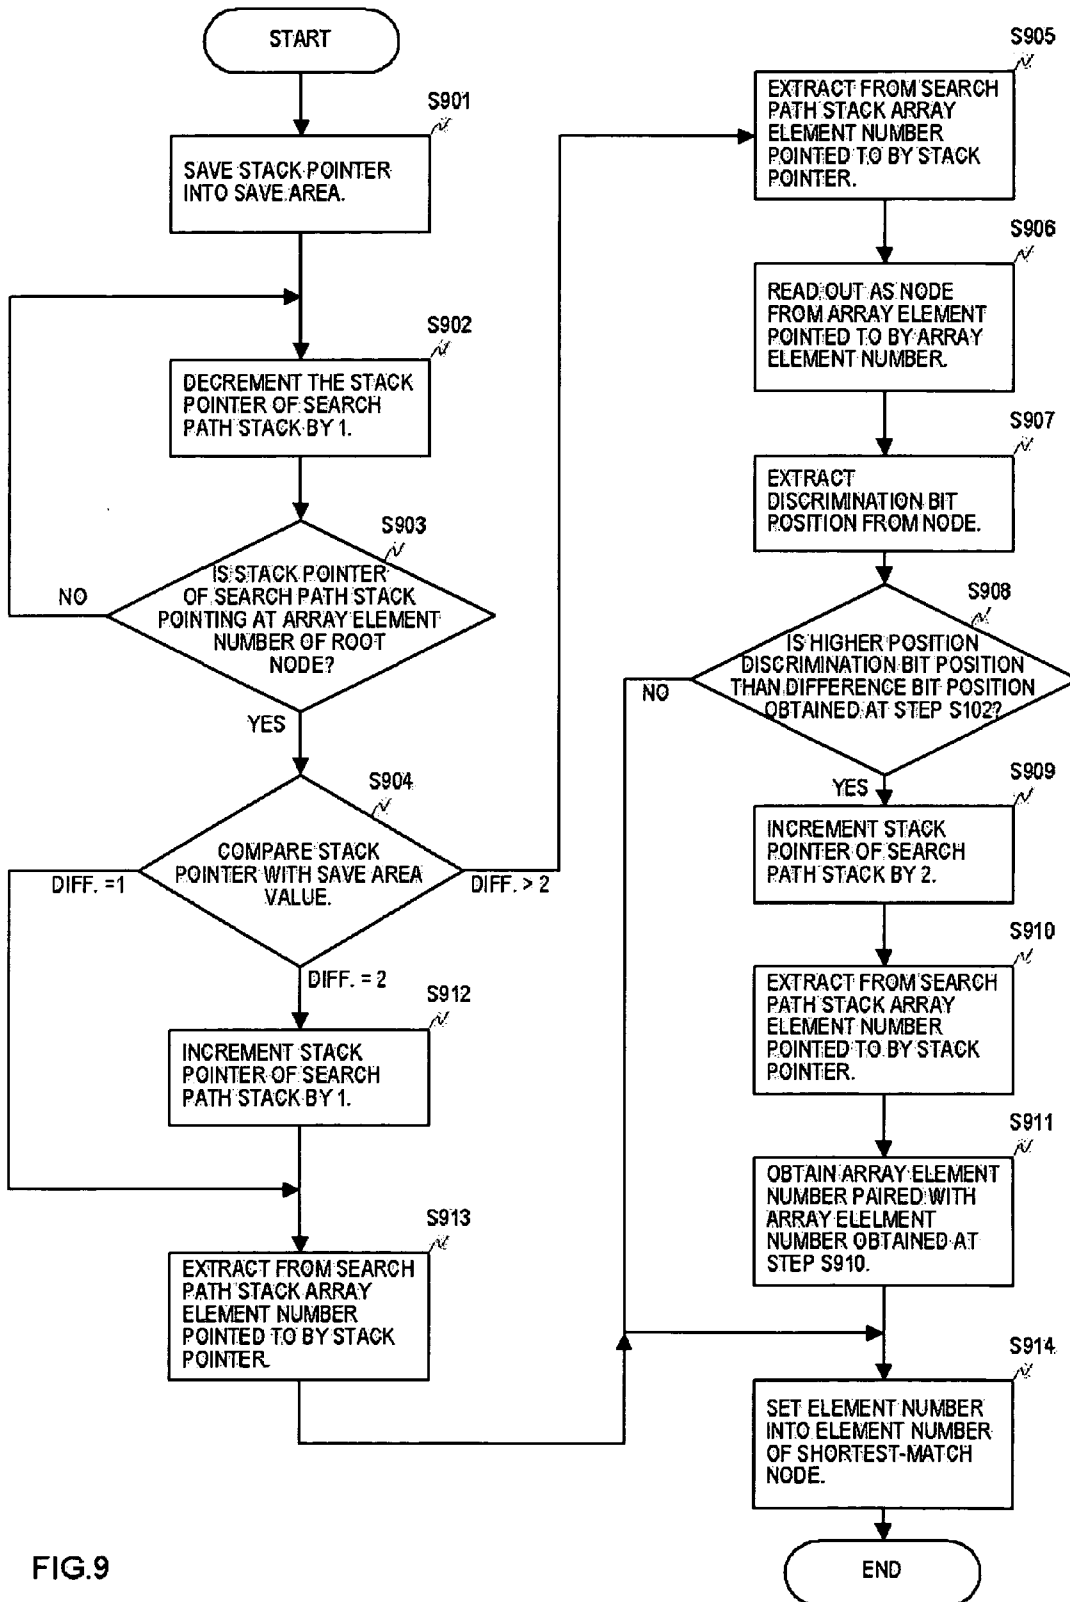 START
S901
SAVE STACK POINTER
INTO SAVE AREA.
S902
DECREMENT THE STACK
POINTER OF SEARCH
PATH STACK BY 1.
S903
IS STACK POINTER
OF SEARCH PATH STACK
POINTING AT ARRAY ELEMENT
NUMBER OF ROOT
NODE?
NO
YES
S904
COMPARE STACK
POINTER WITH SAVE AREA
VALUE.
DIFF. =1
DIFF. > 2
DIFF. = 2
S912
INCREMENT STACK
POINTER OF SEARCH
PATH STACK BY 1.
S913
EXTRACT FROM SEARCH
PATH STACK ARRAY
ELEMENT NUMBER
POINTED TO BY STACK
POINTER.
S905
EXTRACT FROM SEARCH
PATH STACK ARRAY
ELEMENT NUMBER
POINTED TO BY STACK
POINTER.
S906
READ OUT AS NODE
FROM ARRAY ELEMENT
POINTED TO BY ARRAY
ELEMENT NUMBER.
S907
EXTRACT
DISCRIMINATION BIT
POSITION FROM NODE.
S908
IS HIGHER POSITION
DISCRIMINATION BIT POSITION
THAN DIFFERENCE BIT POSITION
OBTAINED AT STEP S102?
NO
YES
S909
INCREMENT STACK
POINTER OF SEARCH
PATH STACK BY 2.
S910
EXTRACT FROM SEARCH
PATH STACK ARRAY
ELEMENT NUMBER
POINTED TO BY STACK
POINTER.
S911
OBTAIN ARRAY ELEMENT
NUMBER PAIRED WITH
ARRAY ELELMENT
NUMBER OBTAINED AT
STEP S910.
S914
SET ELEMENT NUMBER
INTO ELEMENT NUMBER
OF SHORTEST-MATCH
NODE.
END
FIG.9